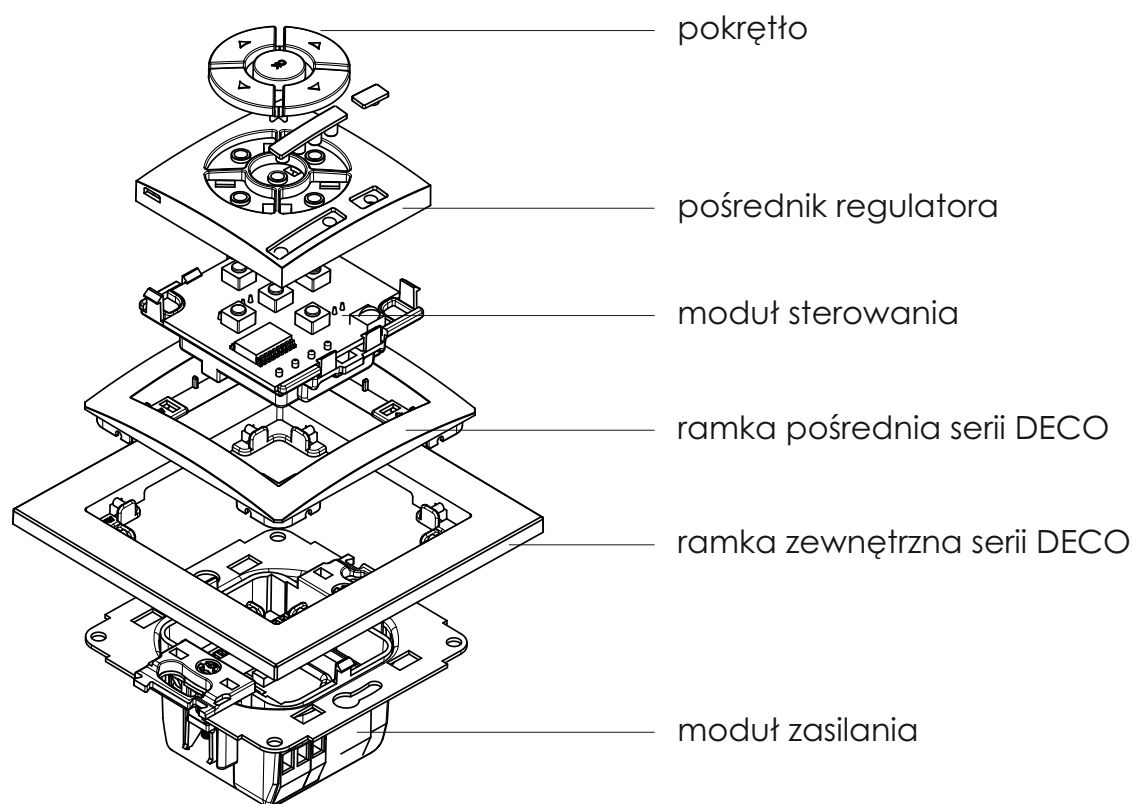 pokrętło
pośrednik regulatora
moduł sterowania
ramka pośrednia serii DECO
ramka zewnętrzna serii DECO
moduł zasilania